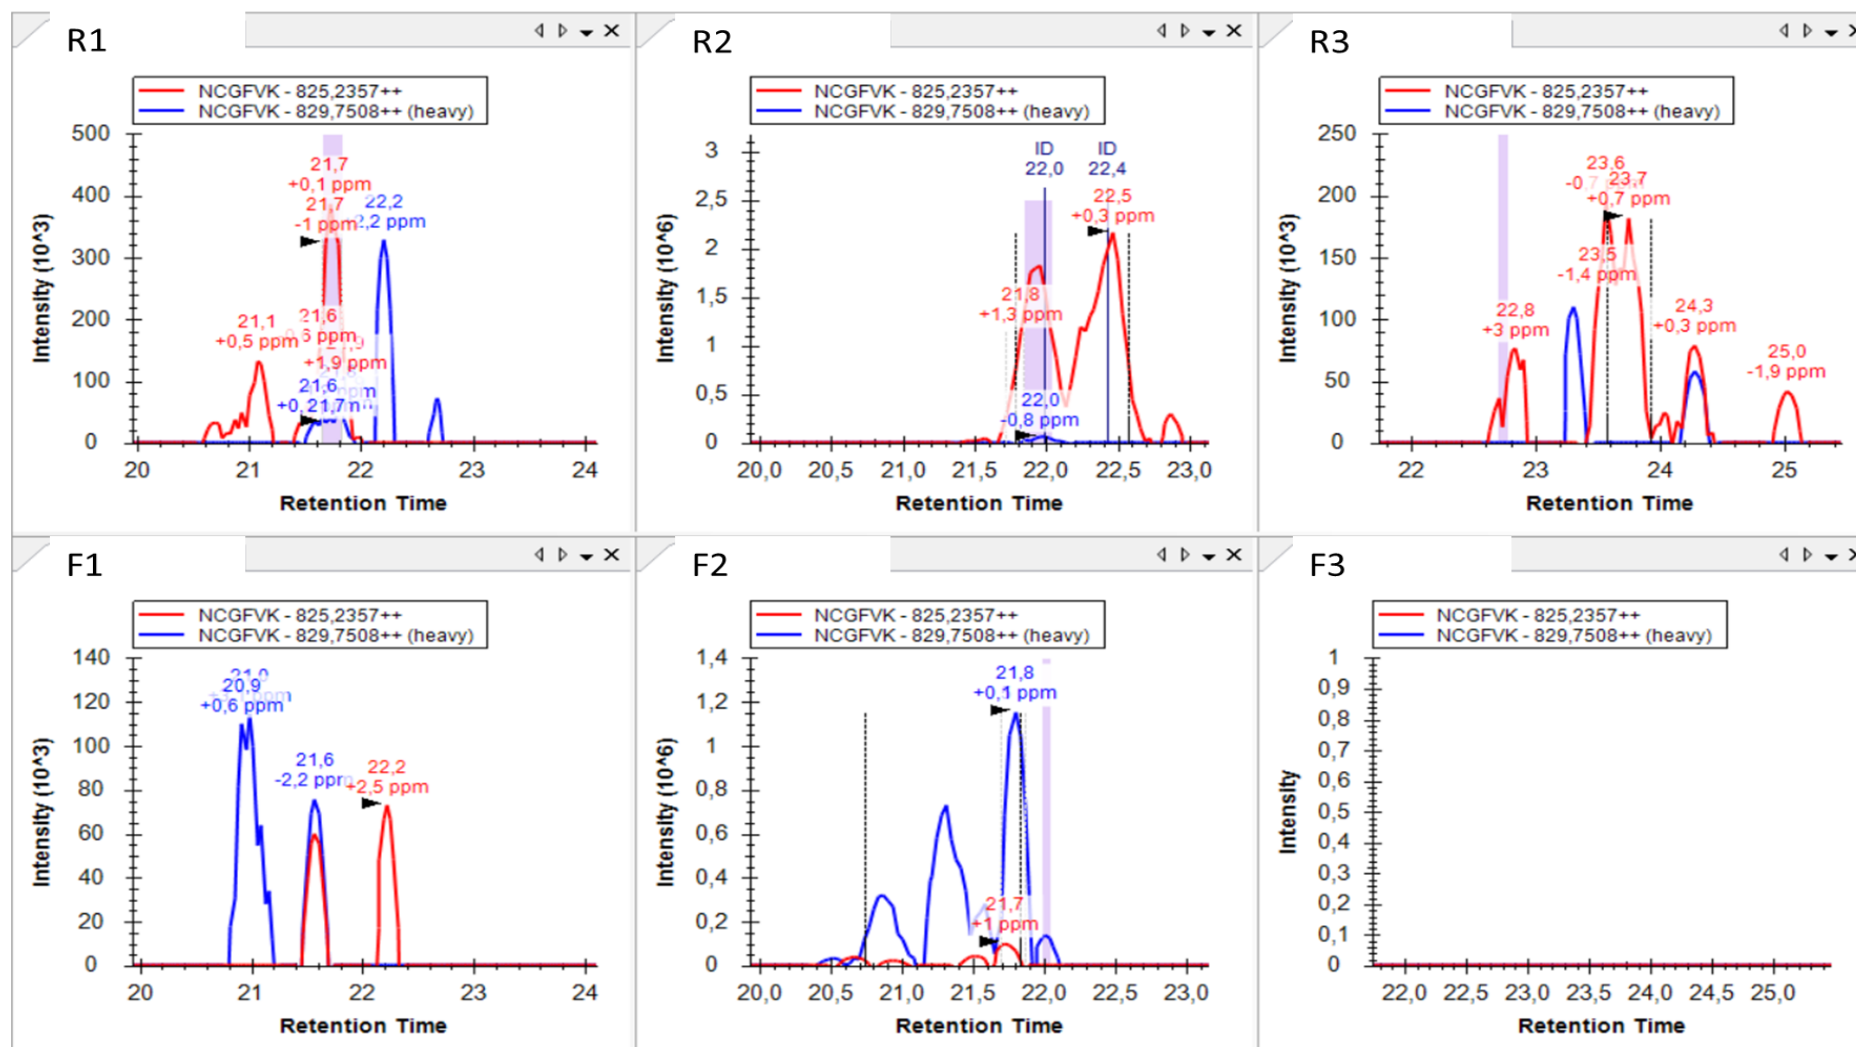 R1
NCGFVK - 825,2357++
NCGFVK - 829,7508++ (heavy)
500
400
300
200
100
0
Intensity (10^3)
21,7
+0,1 ppm
21,7
-1 ppm
22,2
2,2 ppm
21,1
+0,5 ppm
21,6
6 ppm
+1,9 ppm
21,6
+0,
21,7
20
21
22
23
24
Retention Time
R2
NCGFVK - 825,2357++
NCGFVK - 829,7508++ (heavy)
3
2,5
2
1,5
1
0,5
0
Intensity (10^6)
ID
22,0
ID
22,4
22,5
+0,3 ppm
21,8
+1,3 ppm
22,0
-0,8 ppm
20,0
20,5
21,0
21,5
22,0
22,5
23,0
Retention Time
R3
NCGFVK - 825,2357++
NCGFVK - 829,7508++ (heavy)
250
200
150
100
50
0
Intensity (10^3)
23,6
23,7
+0,7 ppm
23,5
-1,4 ppm
22,8
+3 ppm
24,3
+0,3 ppm
25,0
-1,9 ppm
22
23
24
25
Retention Time
F1
NCGFVK - 825,2357++
NCGFVK - 829,7508++ (heavy)
140
120
100
80
60
40
20
0
Intensity (10^3)
21,0
20,9
+0,6 ppm
21,6
-2,2 ppm
22,2
+2,5 ppm
20
21
22
23
24
Retention Time
F2
NCGFVK - 825,2357++
NCGFVK - 829,7508++ (heavy)
1,4
1,2
1
0,8
0,6
0,4
0,2
0
Intensity (10^6)
21,8
+0,1 ppm
21,7
+1 ppm
20,0
20,5
21,0
21,5
22,0
22,5
23,0
Retention Time
F3
NCGFVK - 825,2357++
NCGFVK - 829,7508++ (heavy)
1
0,9
0,8
0,7
0,6
0,5
0,4
0,3
0,2
0,1
0
Intensity
22,0
22,5
23,0
23,5
24,0
24,5
25,0
Retention Time